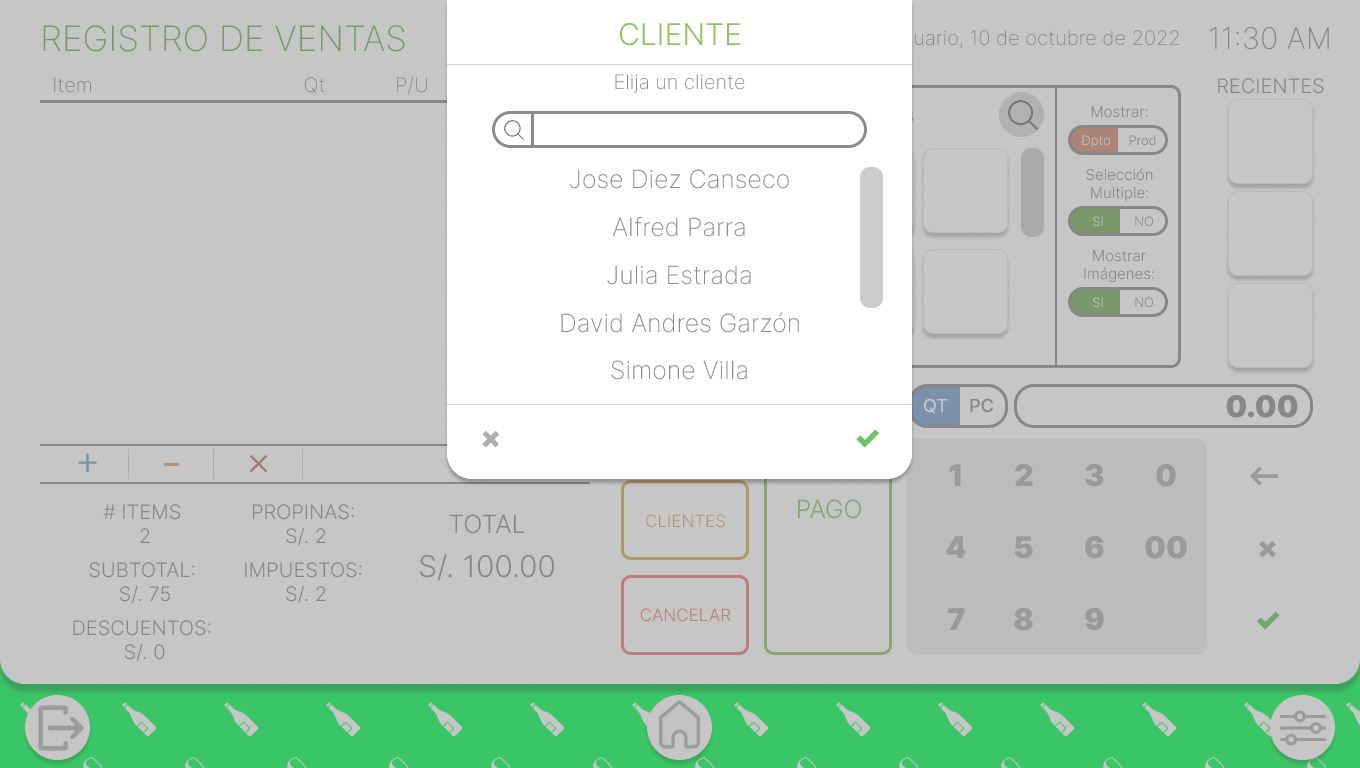 REGISTRO DE VENTAS
Item Qt P/U
CLIENTE
Elija un cliente
Jose Diez Canseco
Alfred Parra
Julia Estrada
David Andres Garzón
Simone Villa
10 de octubre de 2022
11:30 AM
Mostrar:
Dpto Prod
Selección
Multiple:
SI NO
Mostrar
Imágenes:
SI NO
RECIENTES
QT PC
0.00
# ITEMS
2
SUBTOTAL:
S/. 75
DESCUENTOS:
S/. 0
PROPINAS:
S/. 2
IMPUESTOS:
S/. 2
TOTAL
S/. 100.00
CLIENTES
CANCELAR
PAGO
1 2 3 0
4 5 6 00
7 8 9